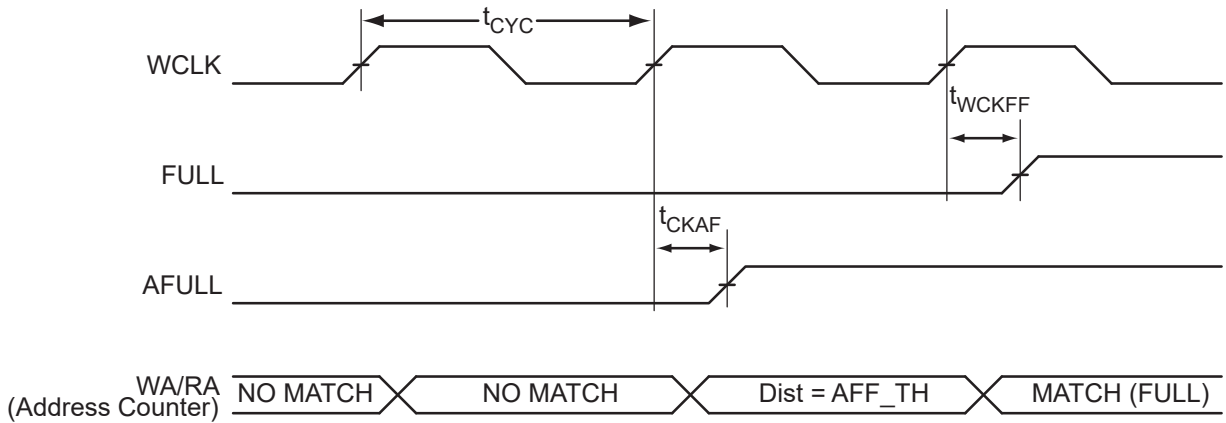 tCYC
WCLK
tWCKFF
FULL
tCKAF
AFULL
WA/RA
(Address Counter)
NO MATCH
NO MATCH
Dist = AFF_TH
MATCH (FULL)